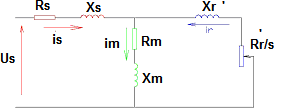 Rs Xs Xr '
is im Ir
Rm '
Rr/s
Us
Xm